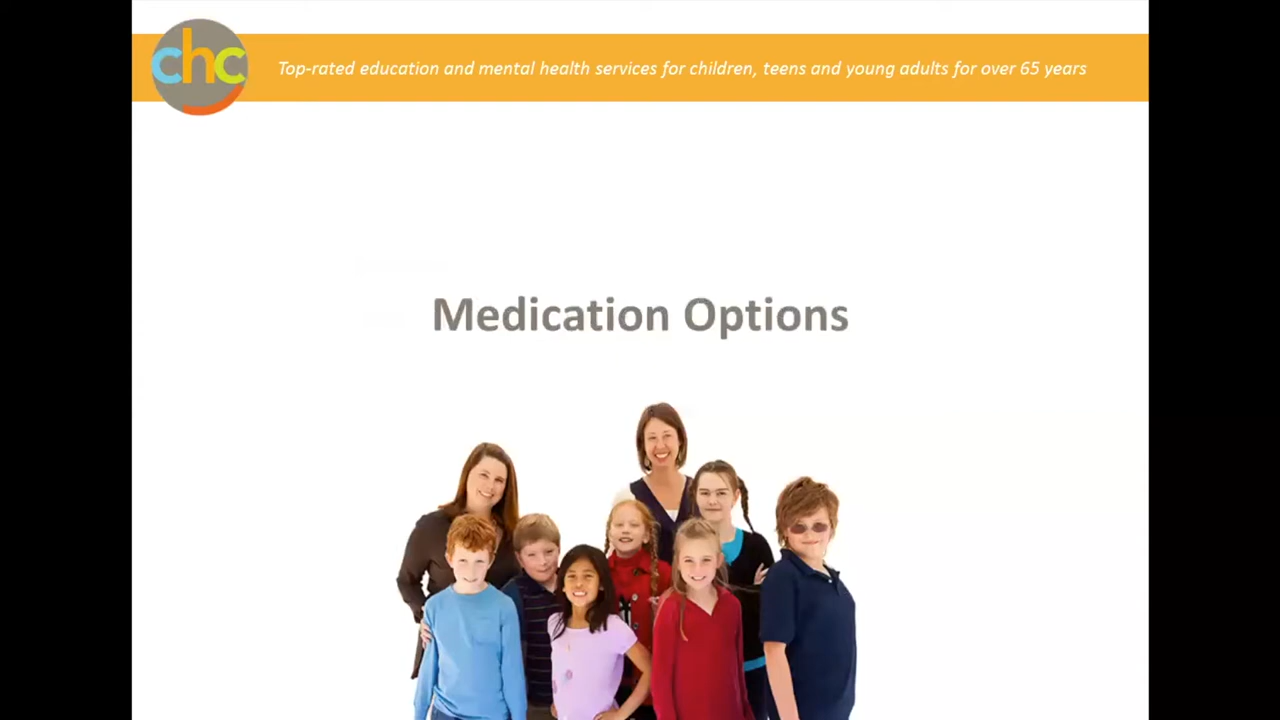 chc
Top-rated education and mental health services for children, teens and young adults for over 65 years
Medication Options